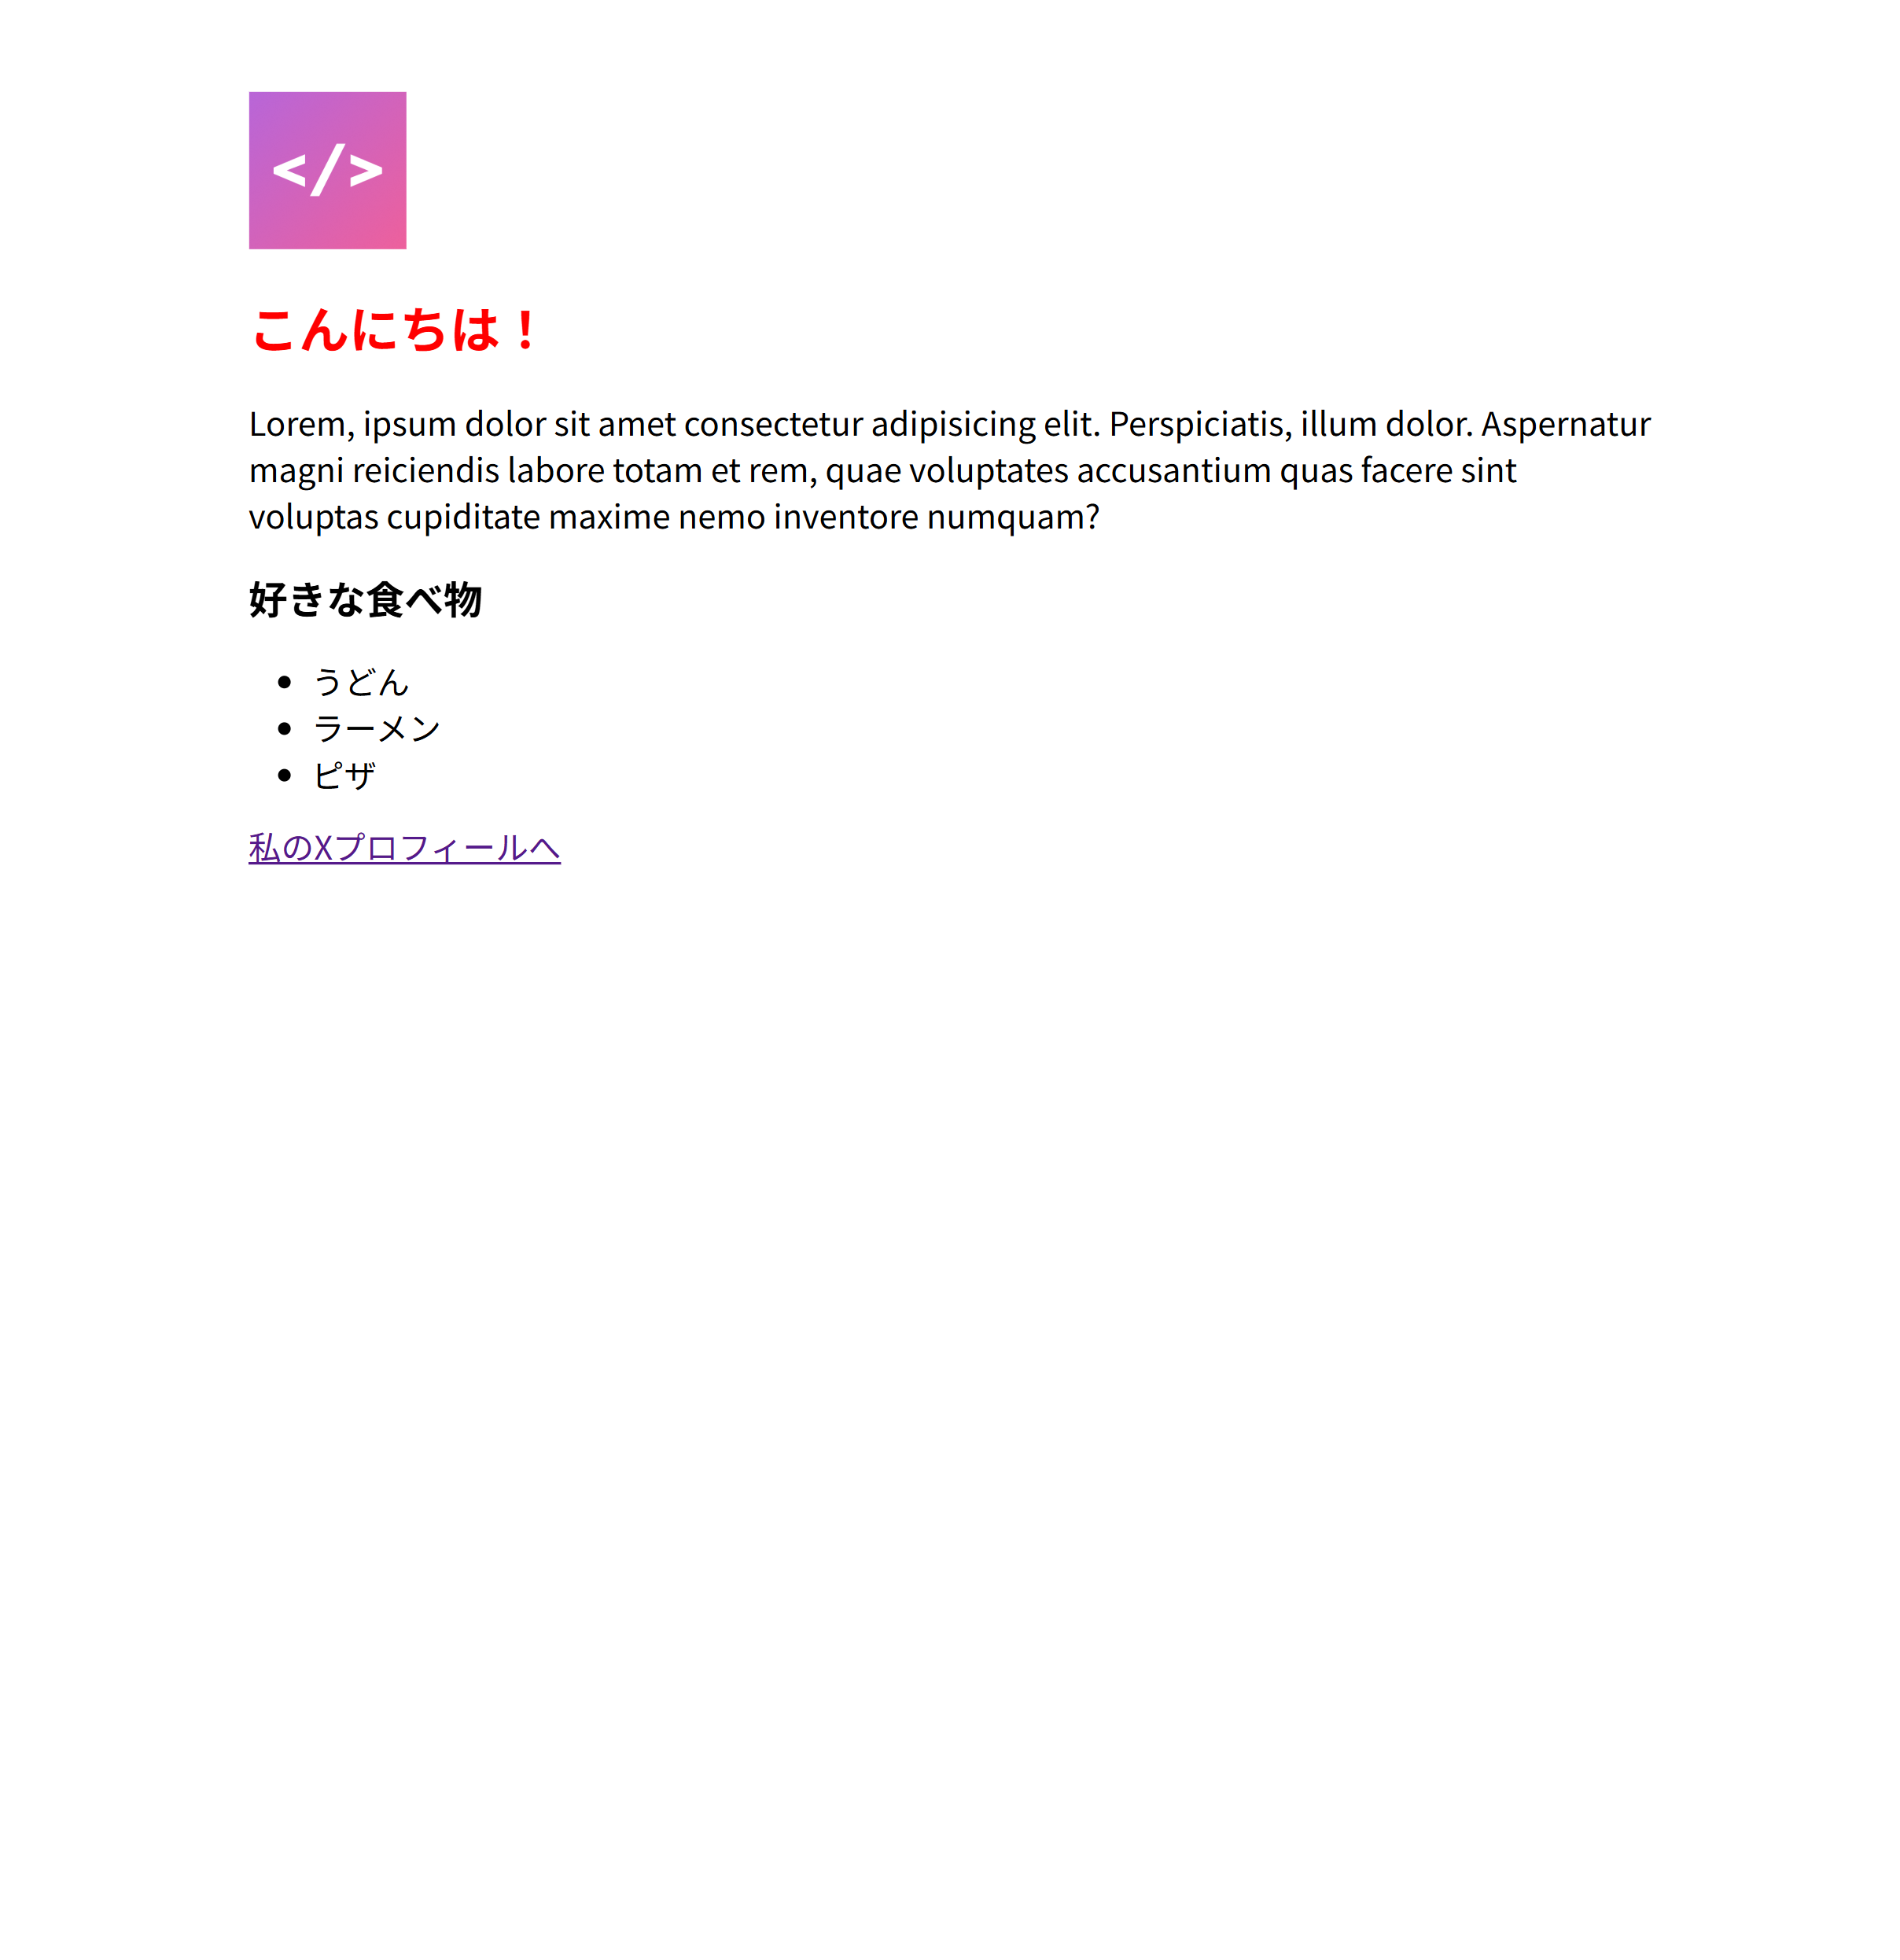 </>
こんにちは！
Lorem, ipsum dolor sit amet consectetur adipisicing elit. Perspiciatis, illum dolor. Aspernatur
magni reiciendis labore totam et rem, quae voluptates accusantium quas facere sint
voluptas cupiditate maxime nemo inventore numquam?
好きな食べ物
• うどん
• ラーメン
• ピザ
私のXプロフィールへ